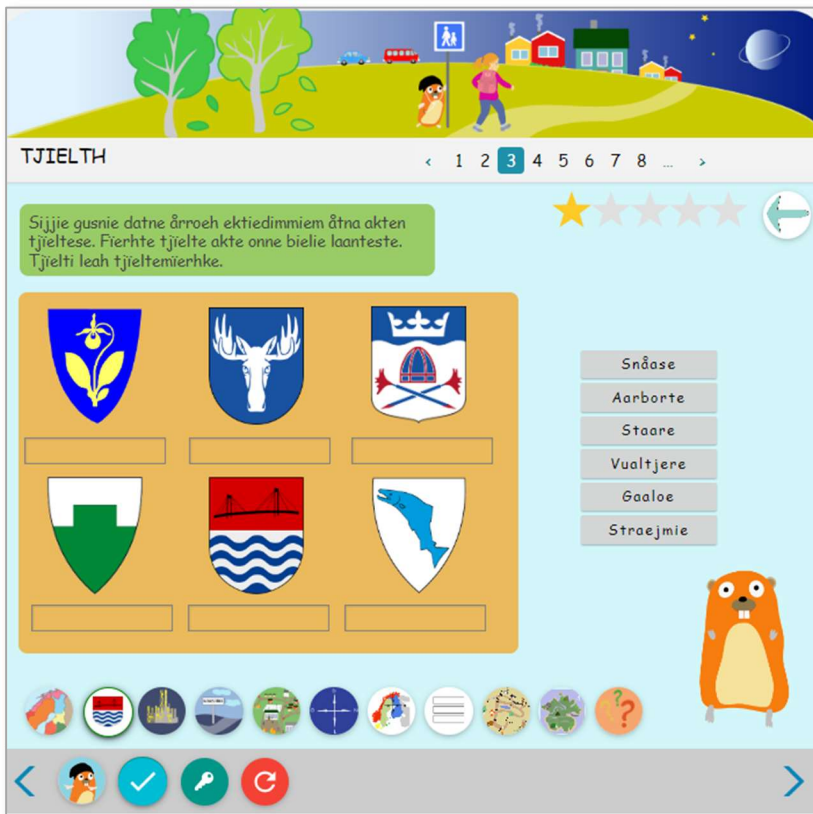 TJIELTH
‹ 1 2 3 4 5 6 7 8 ... ›
Sijjie gusnie datne årroeh ektiedimmiem åtna akten
tjïeltese. Fïerhte tjïelte akte onne bielie laanteste.
Tjïelti leah tjïeltemïerhke.
Snåase
Aarborte
Staare
Vualtjere
Gaaloe
Straejmie